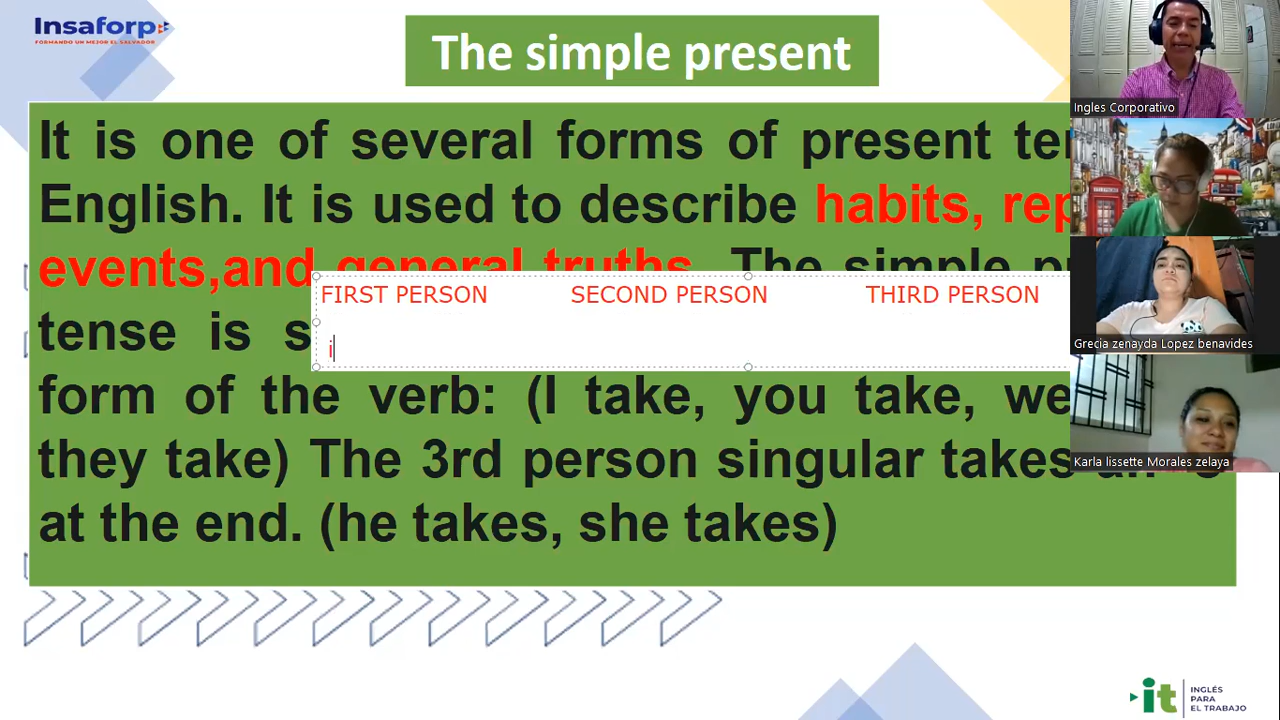 Insaforp
FORMANDO UN MEJOR EL SALVADOR
The simple present
It is one of several forms of present
English. It is used to describe habits,
events,and general truths. The simple
tense is
form of the verb: (I take, you take, we
they take) The 3rd person singular takes
at the end. (he takes, she takes)
FIRST PERSON SECOND PERSON THIRD PERSON
i
Ingles Corporativo
Grecia zenayda Lopez benavides
Karla lissette Morales zelaya
it
INGLÉS
PARA
EL TRABAJO